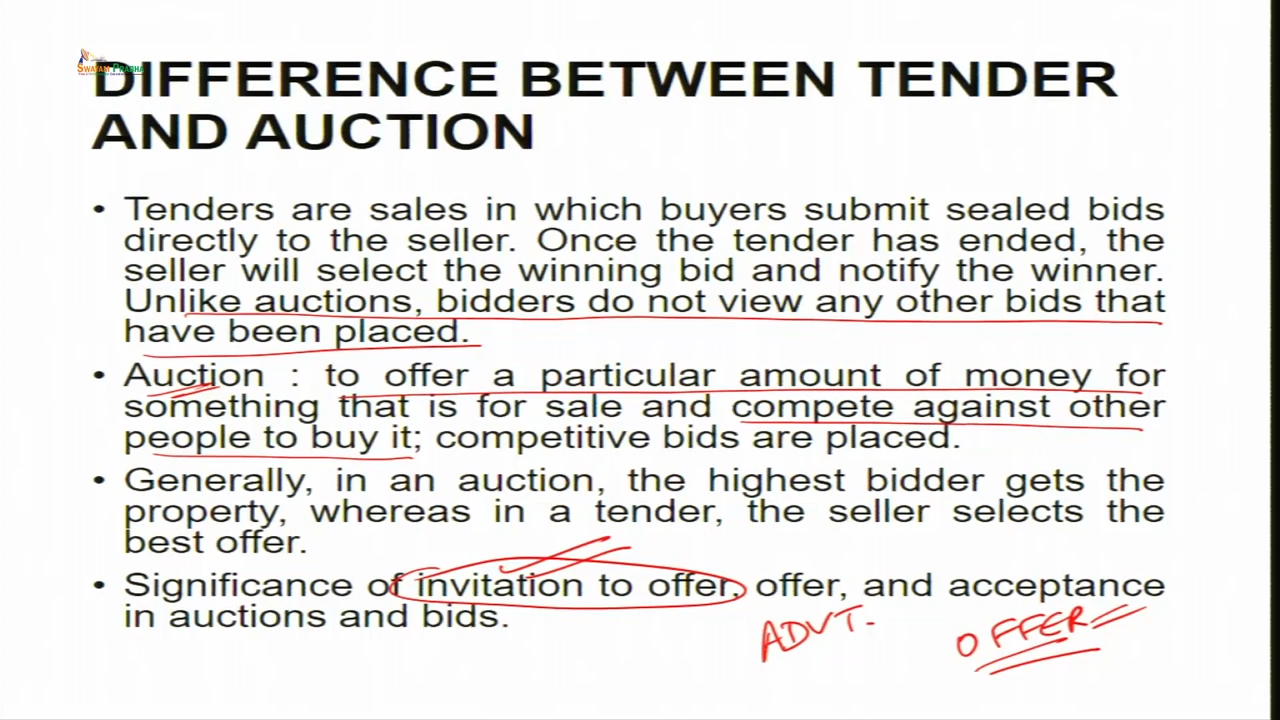 SWAYAM PRABHA
DIFFERENCE BETWEEN TENDER
AND AUCTION
• Tenders are sales in which buyers submit sealed bids
directly to the seller. Once the tender has ended, the
seller will select the winning bid and notify the winner.
Unlike auctions, bidders do not view any other bids that
have been placed.
• Auction : to offer a particular amount of money for
something that is for sale and compete against other
people to buy it; competitive bids are placed.
• Generally, in an auction, the highest bidder gets the
property, whereas in a tender, the seller selects the
best offer.
• Significance of invitation to offer, offer, and acceptance
in auctions and bids.
ADVT.
OFFER